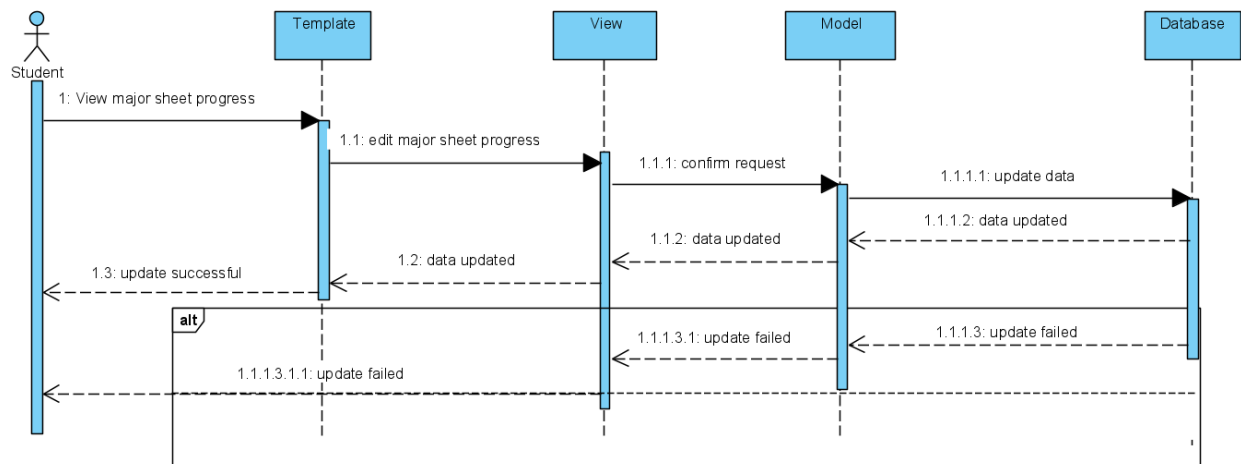 Student
Template
View
Model
Database
1: View major sheet progress
1.1: edit major sheet progress
1.1.1: confirm request
1.1.1.1: update data
1.1.1.2: data updated
1.1.2: data updated
1.2: data updated
1.3: update successful
alt
1.1.1.3: update failed
1.1.1.3.1: update failed
1.1.1.3.1.1: update failed